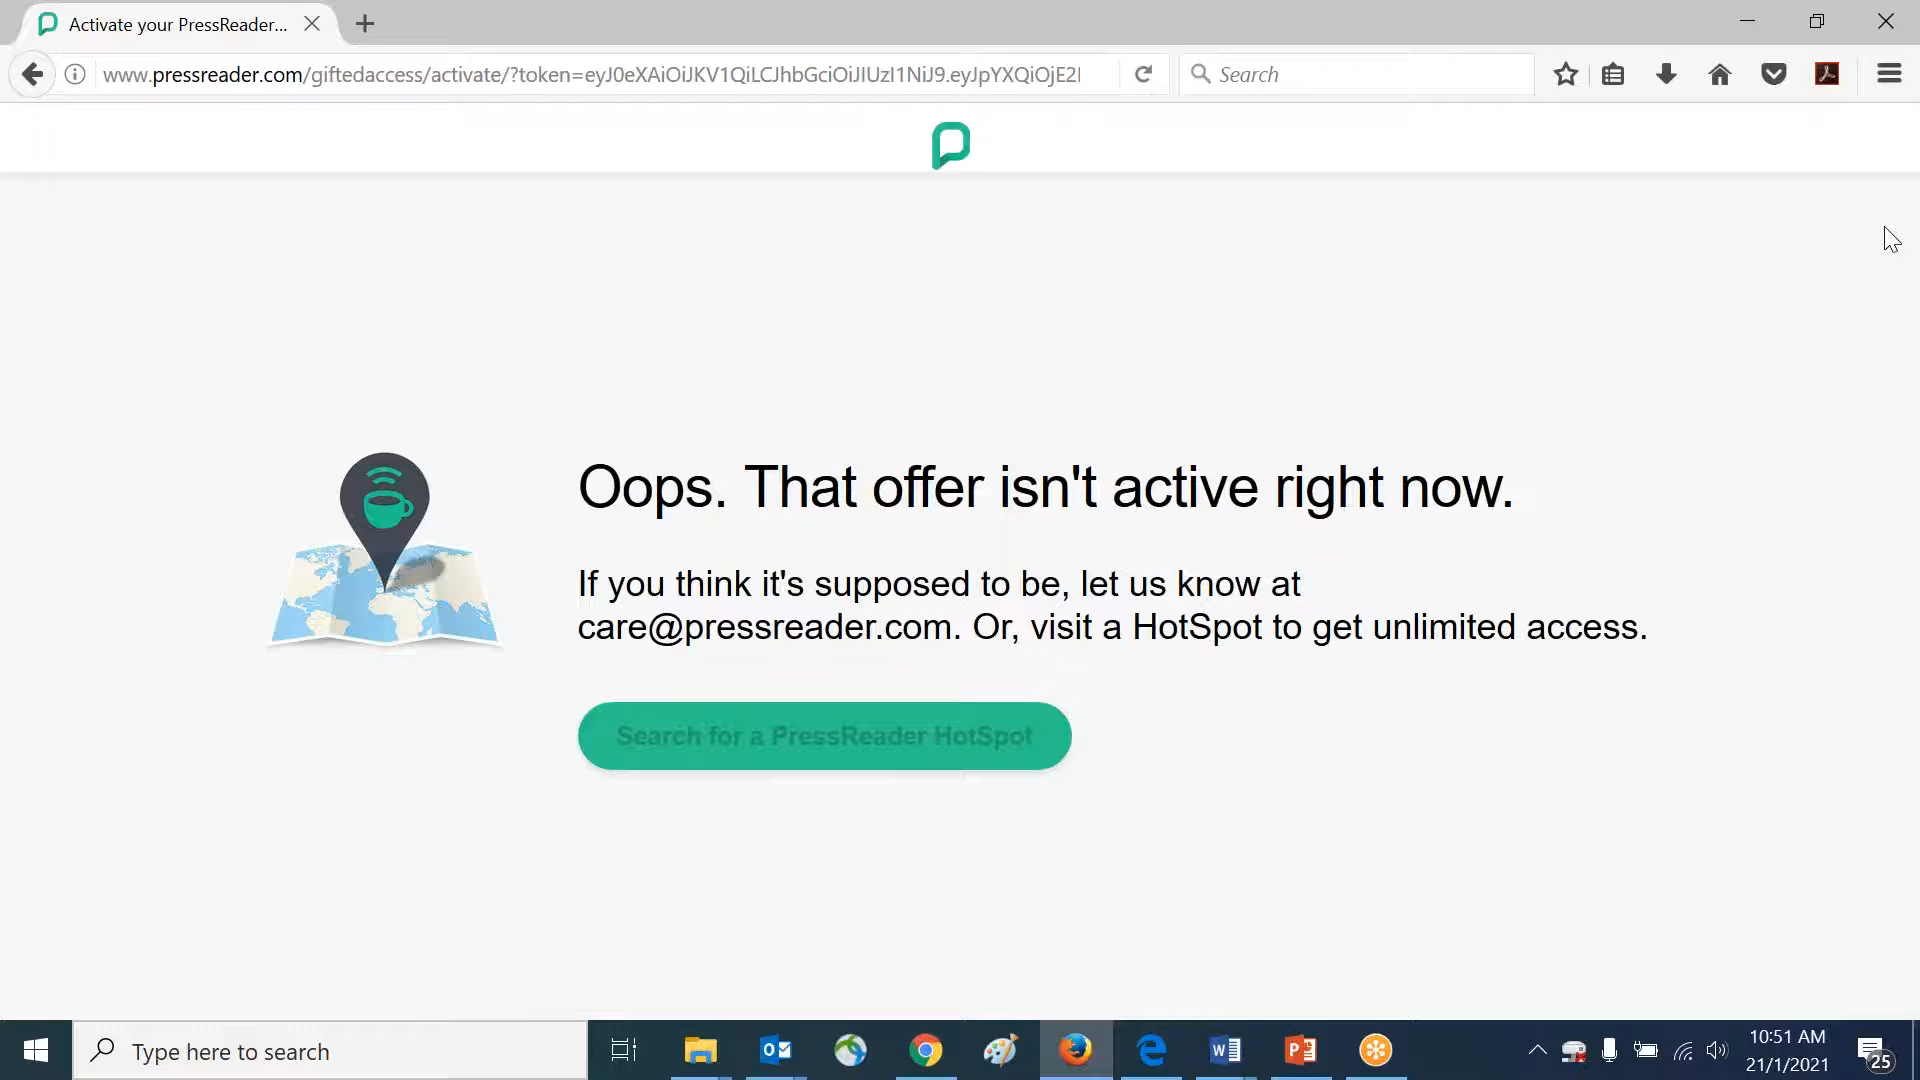 Activate your PressReader...
www.pressreader.com/giftedaccess/activate/?token=eyJ0eXAiOiJKV1QiLCJhbGciOiJIUzI1NiJ9.eyJpYXQiOjE2I
Search
Oops. That offer isn't active right now.
If you think it's supposed to be, let us know at
care@pressreader.com. Or, visit a HotSpot to get unlimited access.
Search for a PressReader HotSpot
Type here to search
10:51 AM
21/1/2021
25